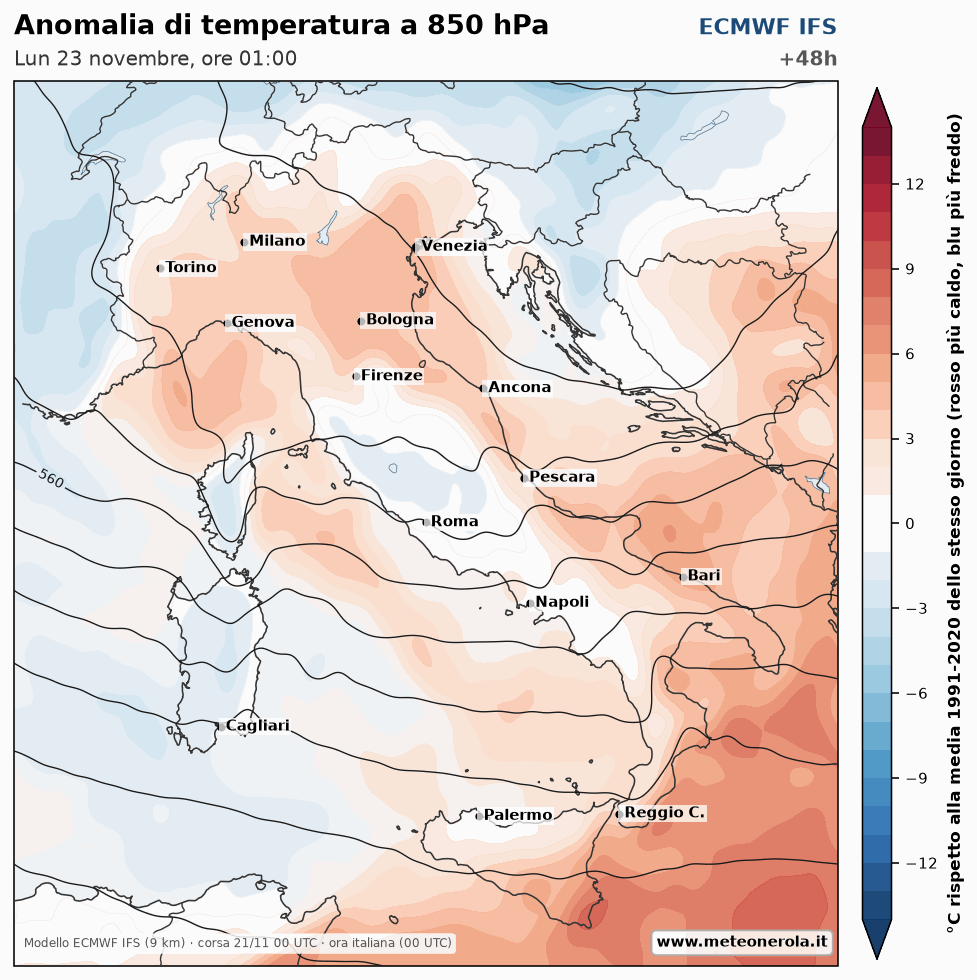 Anomalia di temperatura a 850 hPa
ECMWF IFS
Lun 23 novembre, ore 01:00
+48h
Milano
Venezia
Torino
Genova
Bologna
Firenze
Ancona
560
Pescara
Roma
Bari
Napoli
Cagliari
Palermo
Reggio C.
Modello ECMWF IFS (9 km) · corsa 21/11 00 UTC · ora italiana (00 UTC)
www.meteonerola.it
12
9
6
3
0
−3
−6
−9
−12
°C rispetto alla media 1991-2020 dello stesso giorno (rosso più caldo, blu più freddo)